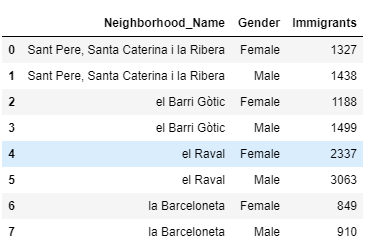 Neighborhood_Name Gender Immigrants
0 Sant Pere, Santa Caterina i la Ribera Female 1327
1 Sant Pere, Santa Caterina i la Ribera Male 1438
2 el Barri Gòtic Female 1188
3 el Barri Gòtic Male 1499
4 el Raval Female 2337
5 el Raval Male 3063
6 la Barceloneta Female 849
7 la Barceloneta Male 910